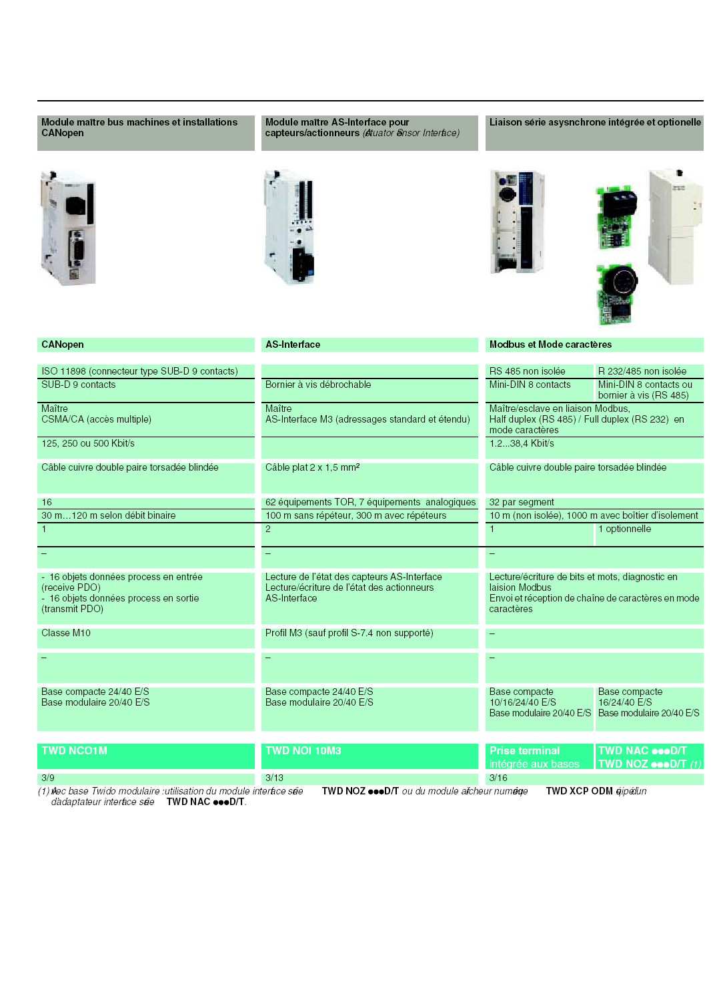 Module maître bus machines et installations
CANopen
Module maître AS-Interface pour
capteurs/actionneurs
Liaison série asysnchrone intégrée et optionelle
CANopen
AS-Interface
Modbus et Mode caractères
ISO 11898 (connecteur type SUB-D 9 contacts)
RS 485 non isolée
R 232/485 non isolée
SUB-D 9 contacts
Bornier à vis débrochable
Mini-DIN 8 contacts
Mini-DIN 8 contacts ou
bornier à vis (RS 485)
Maître
CSMA/CA (accès multiple)
Maître
AS-Interface M3 (adressages standard et étendu)
Maître/esclave en liaison Modbus,
Half duplex (RS 485) / Full duplex (RS 232) en
mode caractères
125, 250 ou 500 Kbit/s
1.2...38,4 Kbit/s
Câble cuivre double paire torsadée blindée
Câble plat 2 x 1,5 mm²
Câble cuivre double paire torsadée blindée
16
62 équipements TOR, 7 équipements analogiques
32 par segment
30 m…120 m selon débit binaire
100 m sans répéteur, 300 m avec répéteurs
10 m (non isolée), 1000 m avec boîtier d'isolement
1
2
1
1 optionnelle
–
–
–
- 16 objets données process en entrée
(receive PDO)
- 16 objets données process en sortie
(transmit PDO)
Lecture de l'état des capteurs AS-Interface
Lecture/écriture de l'état des actionneurs
AS-Interface
Lecture/écriture de bits et mots, diagnostic en
laision Modbus
Envoi et réception de chaîne de caractères en mode
caractères
Classe M10
Profil M3 (sauf profil S-7.4 non supporté)
–
–
–
–
Base compacte 24/40 E/S
Base modulaire 20/40 E/S
Base compacte 24/40 E/S
Base modulaire 20/40 E/S
Base compacte
10/16/24/40 E/S
Base modulaire 20/40 E/S
Base compacte
16/24/40 E/S
Base modulaire 20/40 E/S
TWD NCO1M
TWD NOI 10M3
Prise terminal
intégrée aux bases
TWD NAC ●●●D/T
TWD NOZ ●●●D/T (1)
3/9
3/13
3/16
(1) Avec base Twido modulaire : utilisation du module interface série TWD NOZ ●●●D/T ou du module afficheur numérique TWD XCP ODM équipé d'un
d'adaptateur interface série TWD NAC ●●●D/T.